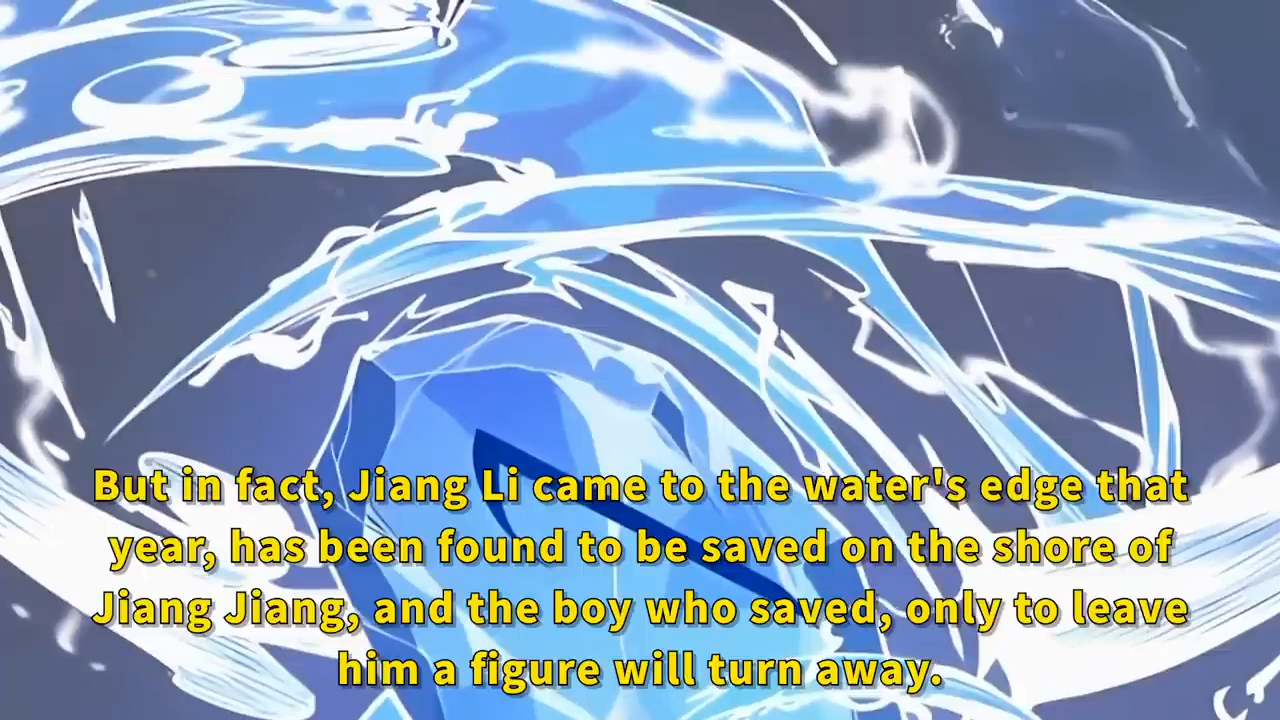 But in fact, Jiang Li came to the water's edge that
year, has been found to be saved on the shore of
Jiang Jiang, and the boy who saved, only to leave
him a figure will turn away.